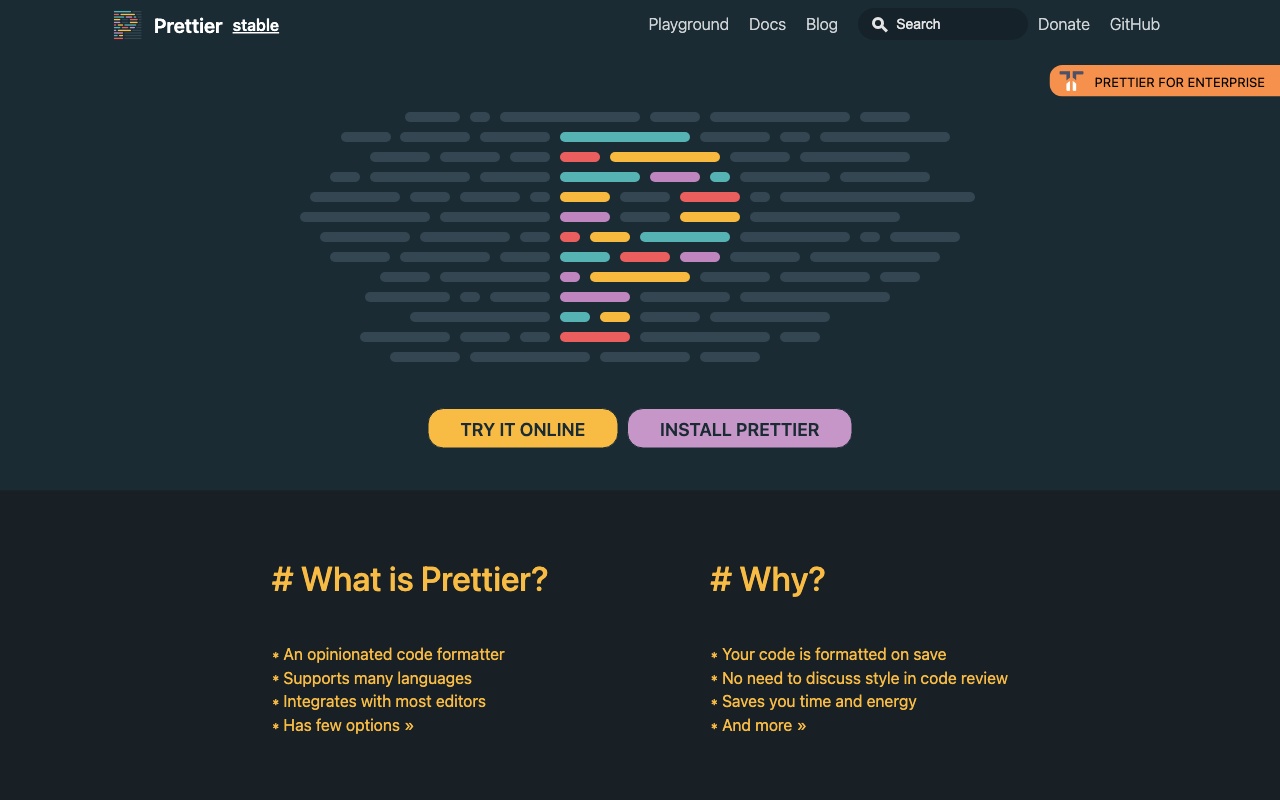 Prettier stable Playground Docs Blog Search Donate GitHub
PRETTIER FOR ENTERPRISE
TRY IT ONLINE INSTALL PRETTIER
# What is Prettier?
* An opinionated code formatter
* Supports many languages
* Integrates with most editors
* Has few options »
# Why?
* Your code is formatted on save
* No need to discuss style in code review
* Saves you time and energy
* And more »